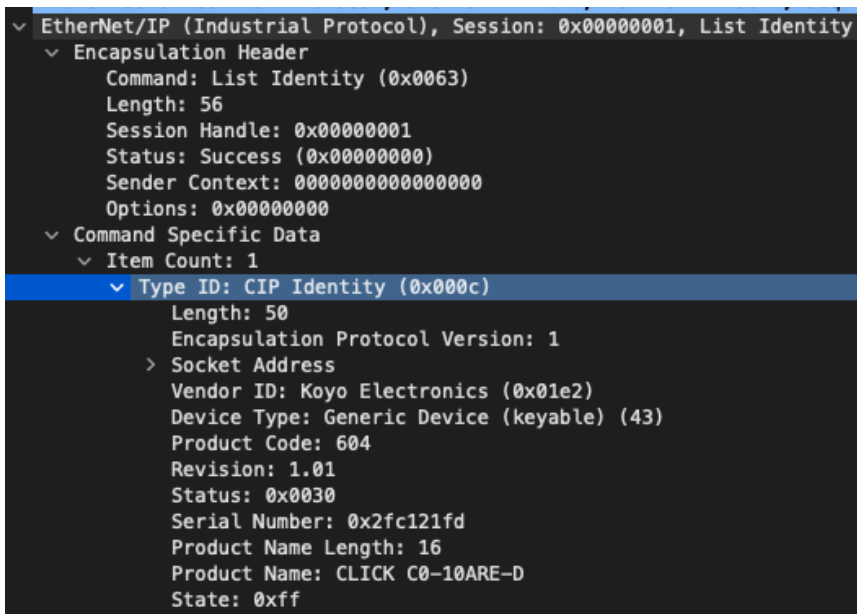 EtherNet/IP (Industrial Protocol), Session: 0x00000001, List Identity
Encapsulation Header
Command: List Identity (0x0063)
Length: 56
Session Handle: 0x00000001
Status: Success (0x00000000)
Sender Context: 0000000000000000
Options: 0x00000000
Command Specific Data
Item Count: 1
Type ID: CIP Identity (0x000c)
Length: 50
Encapsulation Protocol Version: 1
Socket Address
Vendor ID: Koyo Electronics (0x01e2)
Device Type: Generic Device (keyable) (43)
Product Code: 604
Revision: 1.01
Status: 0x0030
Serial Number: 0x2fc121fd
Product Name Length: 16
Product Name: CLICK C0-10ARE-D
State: 0xff